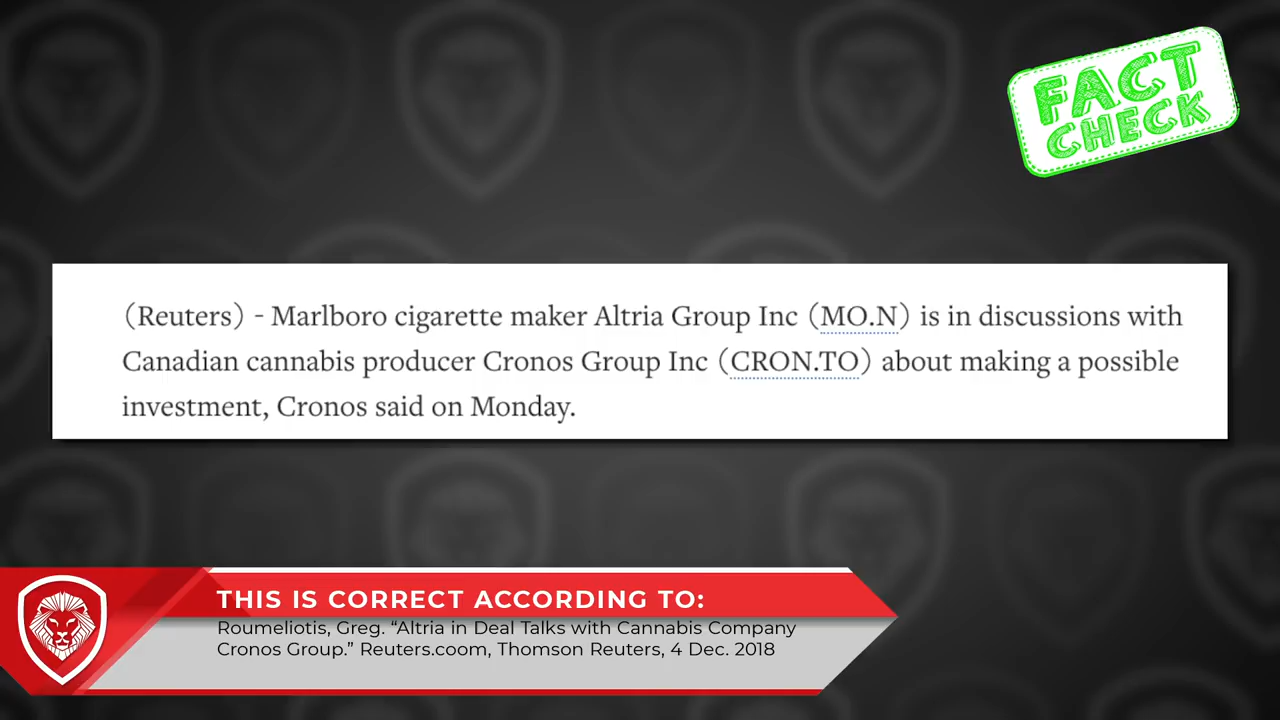 FACT
CHECK
(Reuters) - Marlboro cigarette maker Altria Group Inc (MO.N) is in discussions with
Canadian cannabis producer Cronos Group Inc (CRON.TO) about making a possible
investment, Cronos said on Monday.
THIS IS CORRECT ACCORDING TO:
Roumeliotis, Greg. “Altria in Deal Talks with Cannabis Company
Cronos Group.” Reuters.coom, Thomson Reuters, 4 Dec. 2018